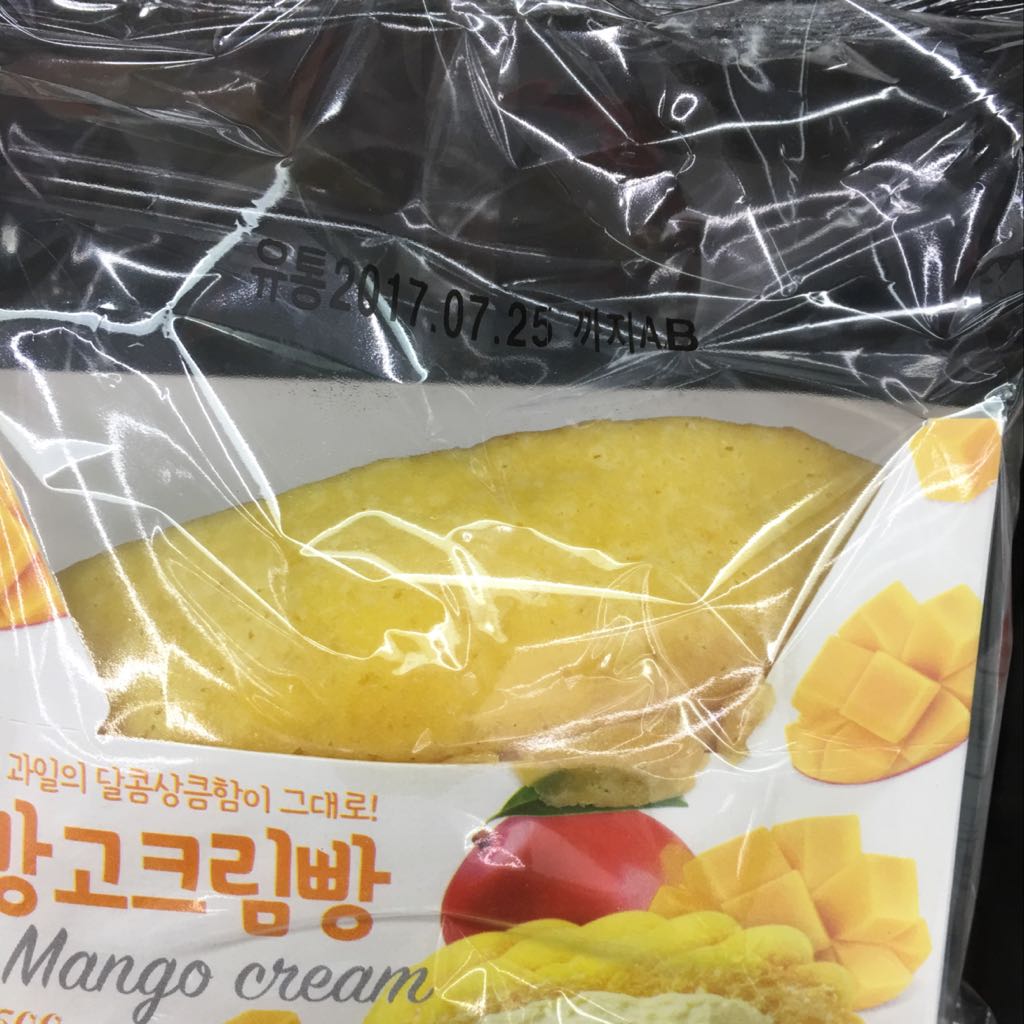 유통2017.07.25 까지AB
과일의 달콤상큼함이 그대로!
망고크림빵
Mango cream